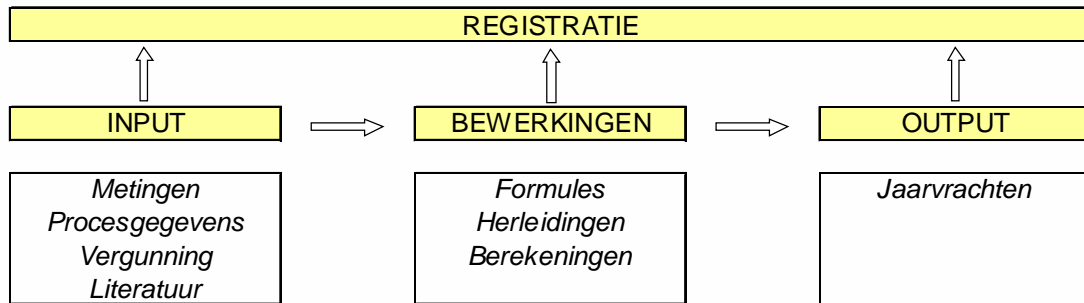 REGISTRATIE
INPUT
BEWERKINGEN
OUTPUT
Metingen
Procesgegevens
Vergunning
Literatuur
Formules
Herleidingen
Berekeningen
Jaarvrachten